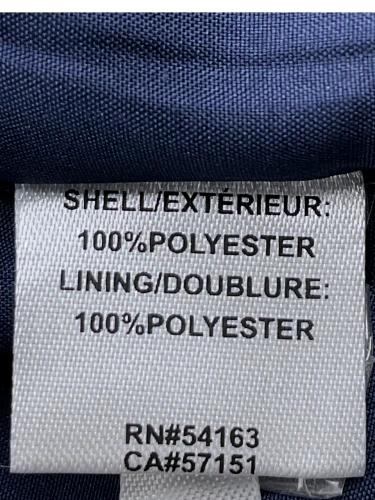 SHELL/EXTÉRIEUR:
100%POLYESTER
LINING/DOUBLURE:
100%POLYESTER
RN#54163
CA#57151